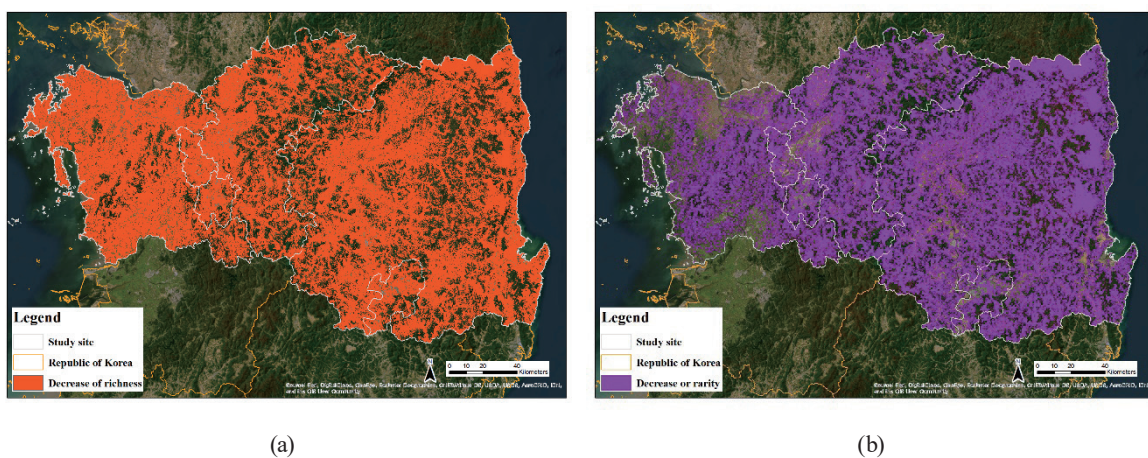 Legend
Study site
Republic of Korea
Decrease of richness
N
0 10 20 40
Kilometers
Legend
Study site
Republic of Korea
Decrease or rarity
N
0 10 20 40
Kilometers
(a)
(b)